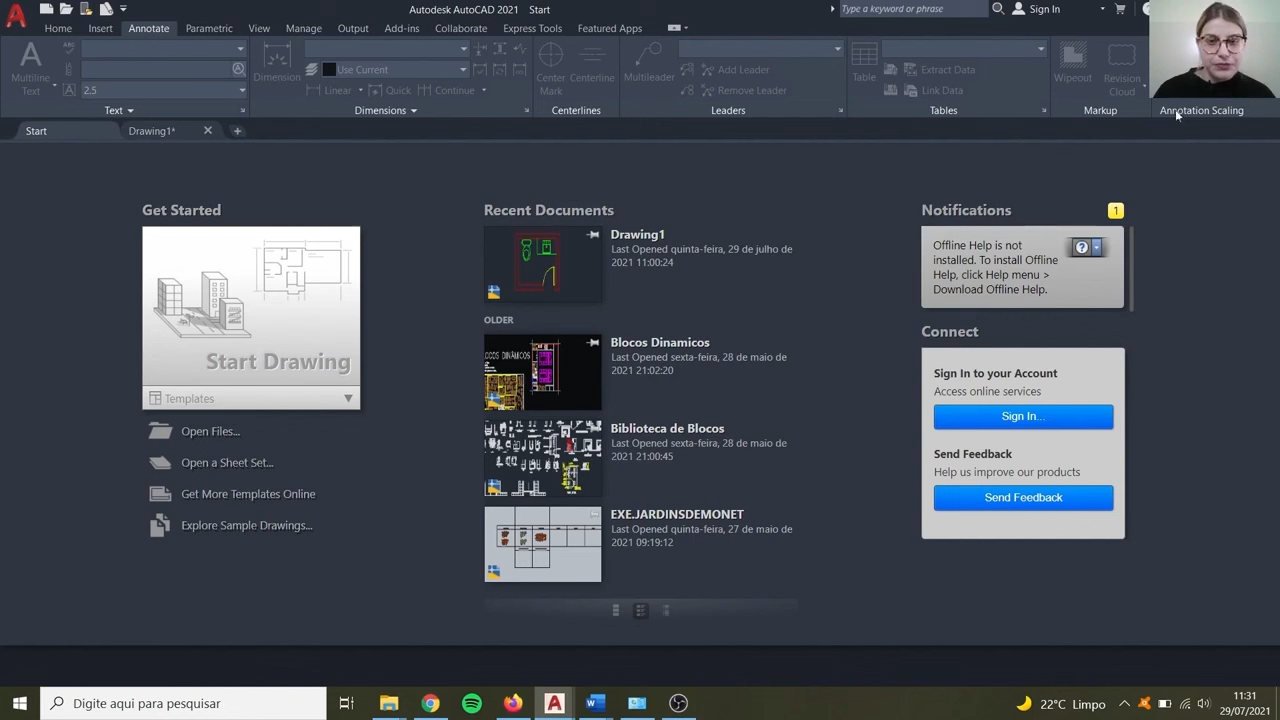 Autodesk AutoCAD 2021 Start
Type a keyword or phrase
Sign In
Home Insert Annotate Parametric View Manage Output Add-ins Collaborate Express Tools Featured Apps
Multiline
Text
2.5
Text
Dimension
Use Current
Linear Quick Continue
Dimensions
Center
Mark
Centerline
Centerlines
Multileader
Add Leader
Remove Leader
Leaders
Table
Extract Data
Link Data
Tables
Wipeout
Revision
Cloud
Markup
Annotation Scaling
Start
Drawing1*
Get Started
Start Drawing
Templates
Open Files...
Open a Sheet Set...
Get More Templates Online
Explore Sample Drawings...
Recent Documents
Drawing1
Last Opened quinta-feira, 29 de julho de
2021 11:00:24
OLDER
Blocos Dinamicos
Last Opened sexta-feira, 28 de maio de
2021 21:02:20
Biblioteca de Blocos
Last Opened sexta-feira, 28 de maio de
2021 21:00:45
EXE.JARDINSDEMONET
Last Opened quinta-feira, 27 de maio de
2021 09:19:12
Notifications
1
Offline Help is not
installed. To install Offline
Help, click Help menu >
Download Offline Help.
Connect
Sign In to your Account
Access online services
Sign In...
Send Feedback
Help us improve our products
Send Feedback
Digite aqui para pesquisar
22°C Limpo
11:31
29/07/2021